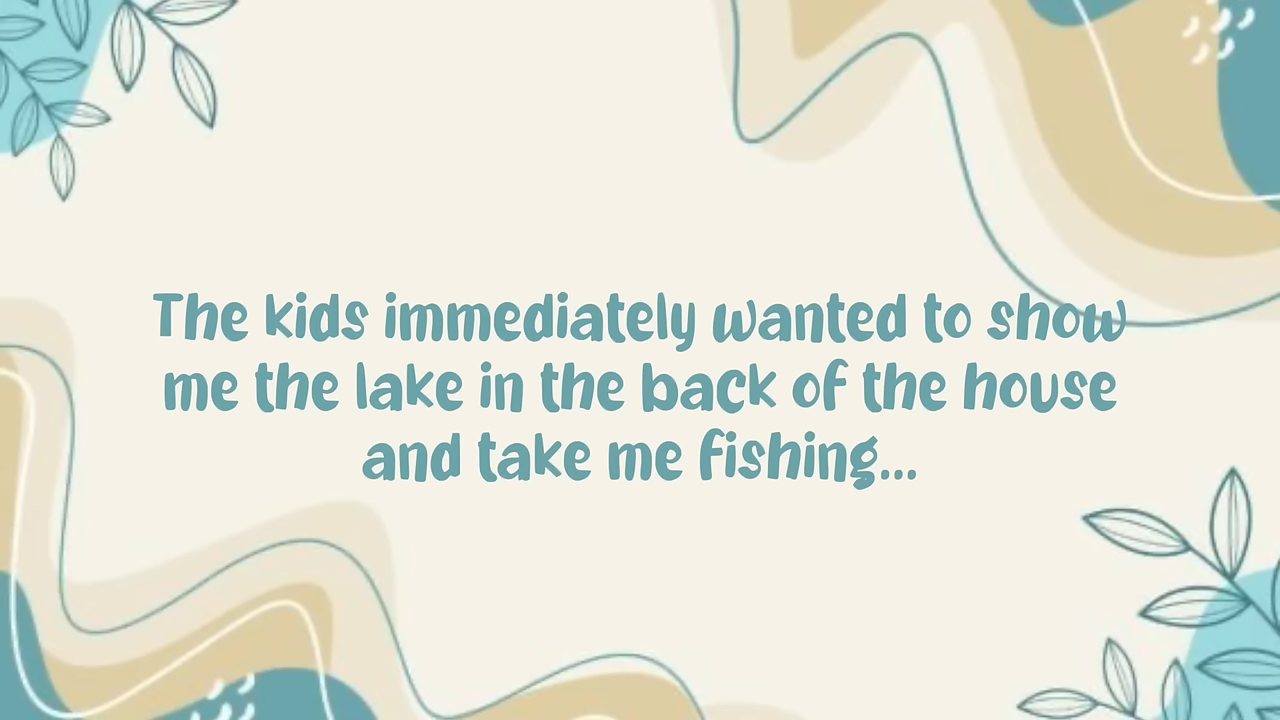 The kids immediately wanted to show
me the lake in the back of the house
and take me fishing...